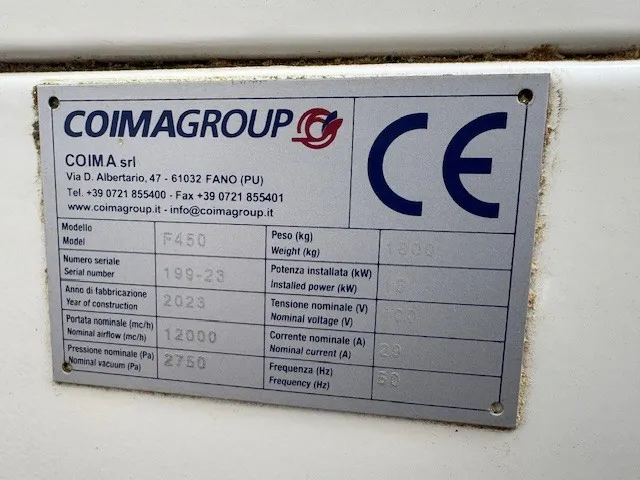 COIMAGROUP
CE
COIMA srl
Via D. Albertario, 47 - 61032 FANO (PU)
Tel. +39 0721 855400 - Fax +39 0721 855401
www.coimagroup.it - info@coimagroup.it
Modello
Model
F450
Numero seriale
Serial number
199-23
Anno di fabbricazione
Year of construction
2023
Portata nominale (mc/h)
Nominal airflow (mc/h)
12000
Pressione nominale (Pa)
Nominal vacuum (Pa)
2750
Peso (kg)
Weight (kg)
Potenza installata (kW)
Installed power (kW)
Tensione nominale (V)
Nominal voltage (V)
Corrente nominale (A)
Nominal current (A)
Frequenza (Hz)
Frequency (Hz)
50